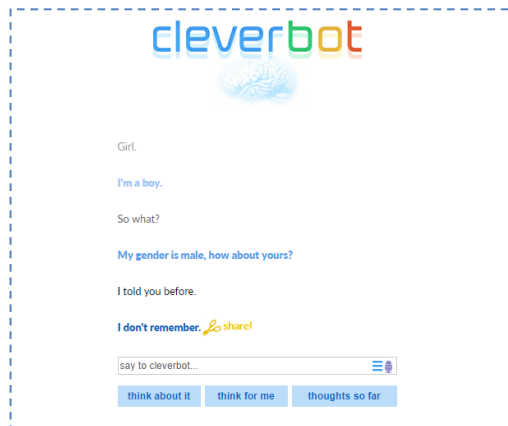 cleverbot
Girl.
I'm a boy.
So what?
My gender is male, how about yours?
I told you before.
I don't remember. share!
say to cleverbot...
think about it think for me thoughts so far